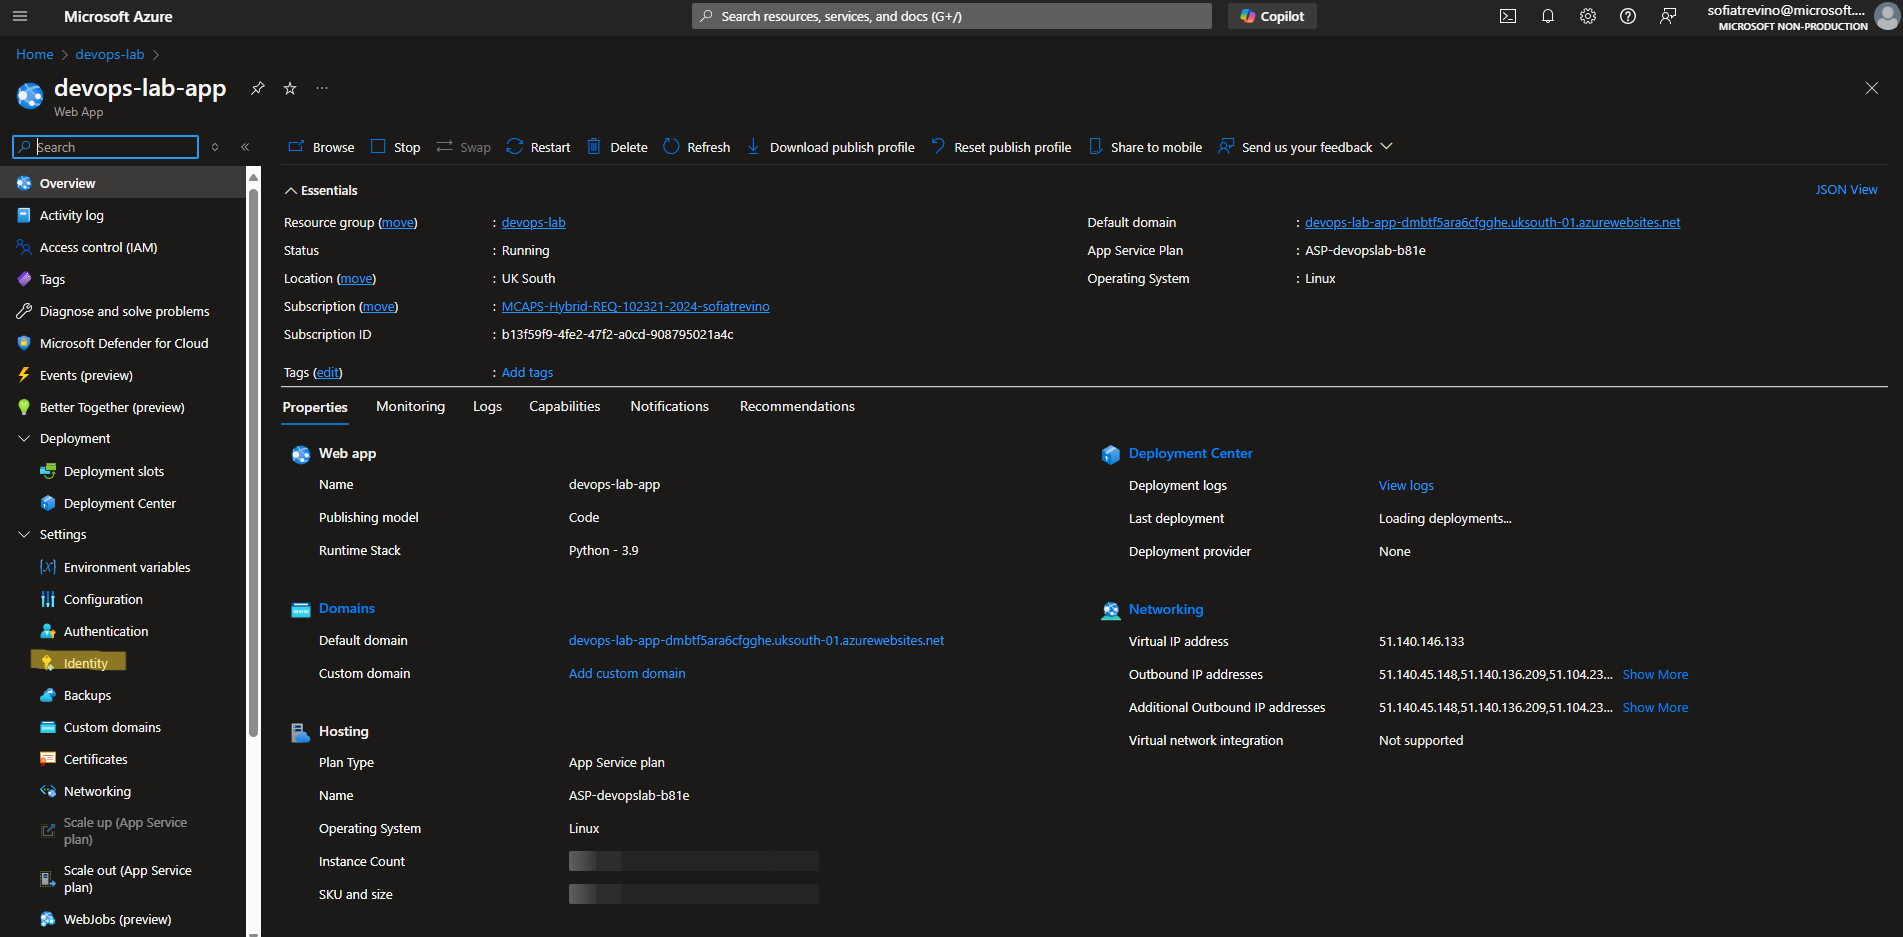 Microsoft Azure
Search resources, services, and docs (G+/)
Copilot
sofiatrevino@microsoft....
MICROSOFT NON-PRODUCTION
Home > devops-lab >
devops-lab-app
Web App
Search
Browse Stop Swap Restart Delete Refresh Download publish profile Reset publish profile Share to mobile Send us your feedback
Overview
Activity log
Access control (IAM)
Tags
Diagnose and solve problems
Microsoft Defender for Cloud
Events (preview)
Better Together (preview)
Deployment
Deployment slots
Deployment Center
Settings
Environment variables
Configuration
Authentication
Identity
Backups
Custom domains
Certificates
Networking
Scale up (App Service
plan)
Scale out (App Service
plan)
WebJobs (preview)
Essentials
JSON View
Resource group (move) : devops-lab
Status : Running
Location (move) : UK South
Subscription (move) : MCAPS-Hybrid-REQ-102321-2024-sofiatrevino
Subscription ID : b13f59f9-4fe2-47f2-a0cd-908795021a4c
Default domain : devops-lab-app-dmbtf5ara6cfgghe.uksouth-01.azurewebsites.net
App Service Plan : ASP-devopslab-b81e
Operating System : Linux
Tags (edit) : Add tags
Properties Monitoring Logs Capabilities Notifications Recommendations
Web app
Name devops-lab-app
Publishing model Code
Runtime Stack Python - 3.9
Domains
Default domain devops-lab-app-dmbtf5ara6cfgghe.uksouth-01.azurewebsites.net
Custom domain Add custom domain
Hosting
Plan Type App Service plan
Name ASP-devopslab-b81e
Operating System Linux
Instance Count
SKU and size
Deployment Center
Deployment logs View logs
Last deployment Loading deployments...
Deployment provider None
Networking
Virtual IP address 51.140.146.133
Outbound IP addresses 51.140.45.148,51.140.136.209,51.104.23... Show More
Additional Outbound IP addresses 51.140.45.148,51.140.136.209,51.104.23... Show More
Virtual network integration Not supported